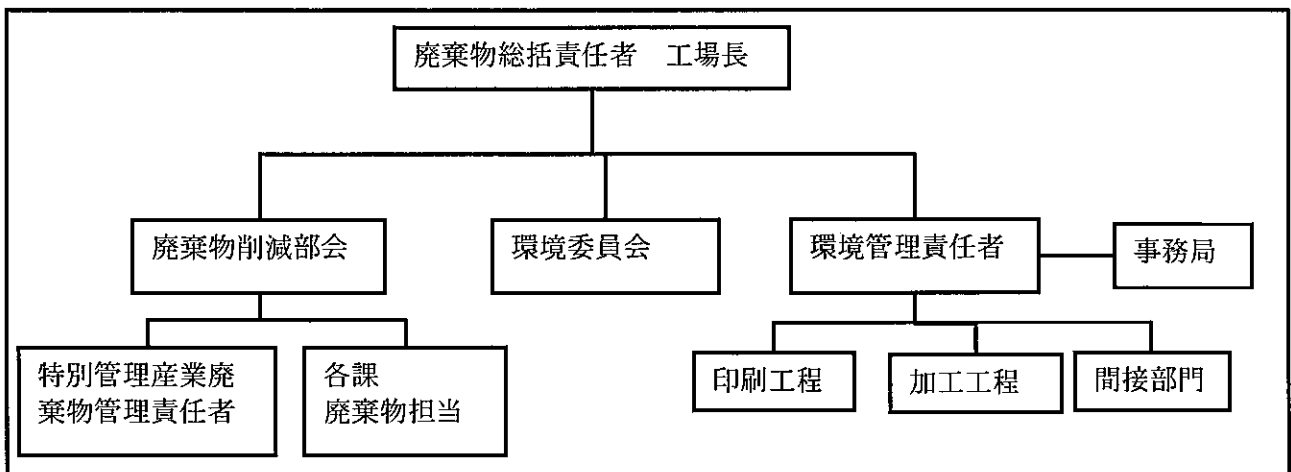 廃棄物総括責任者　工場長
廃棄物削減部会
環境委員会
環境管理責任者
事務局
特別管理産業廃
棄物管理責任者
各課
廃棄物担当
印刷工程
加工工程
間接部門